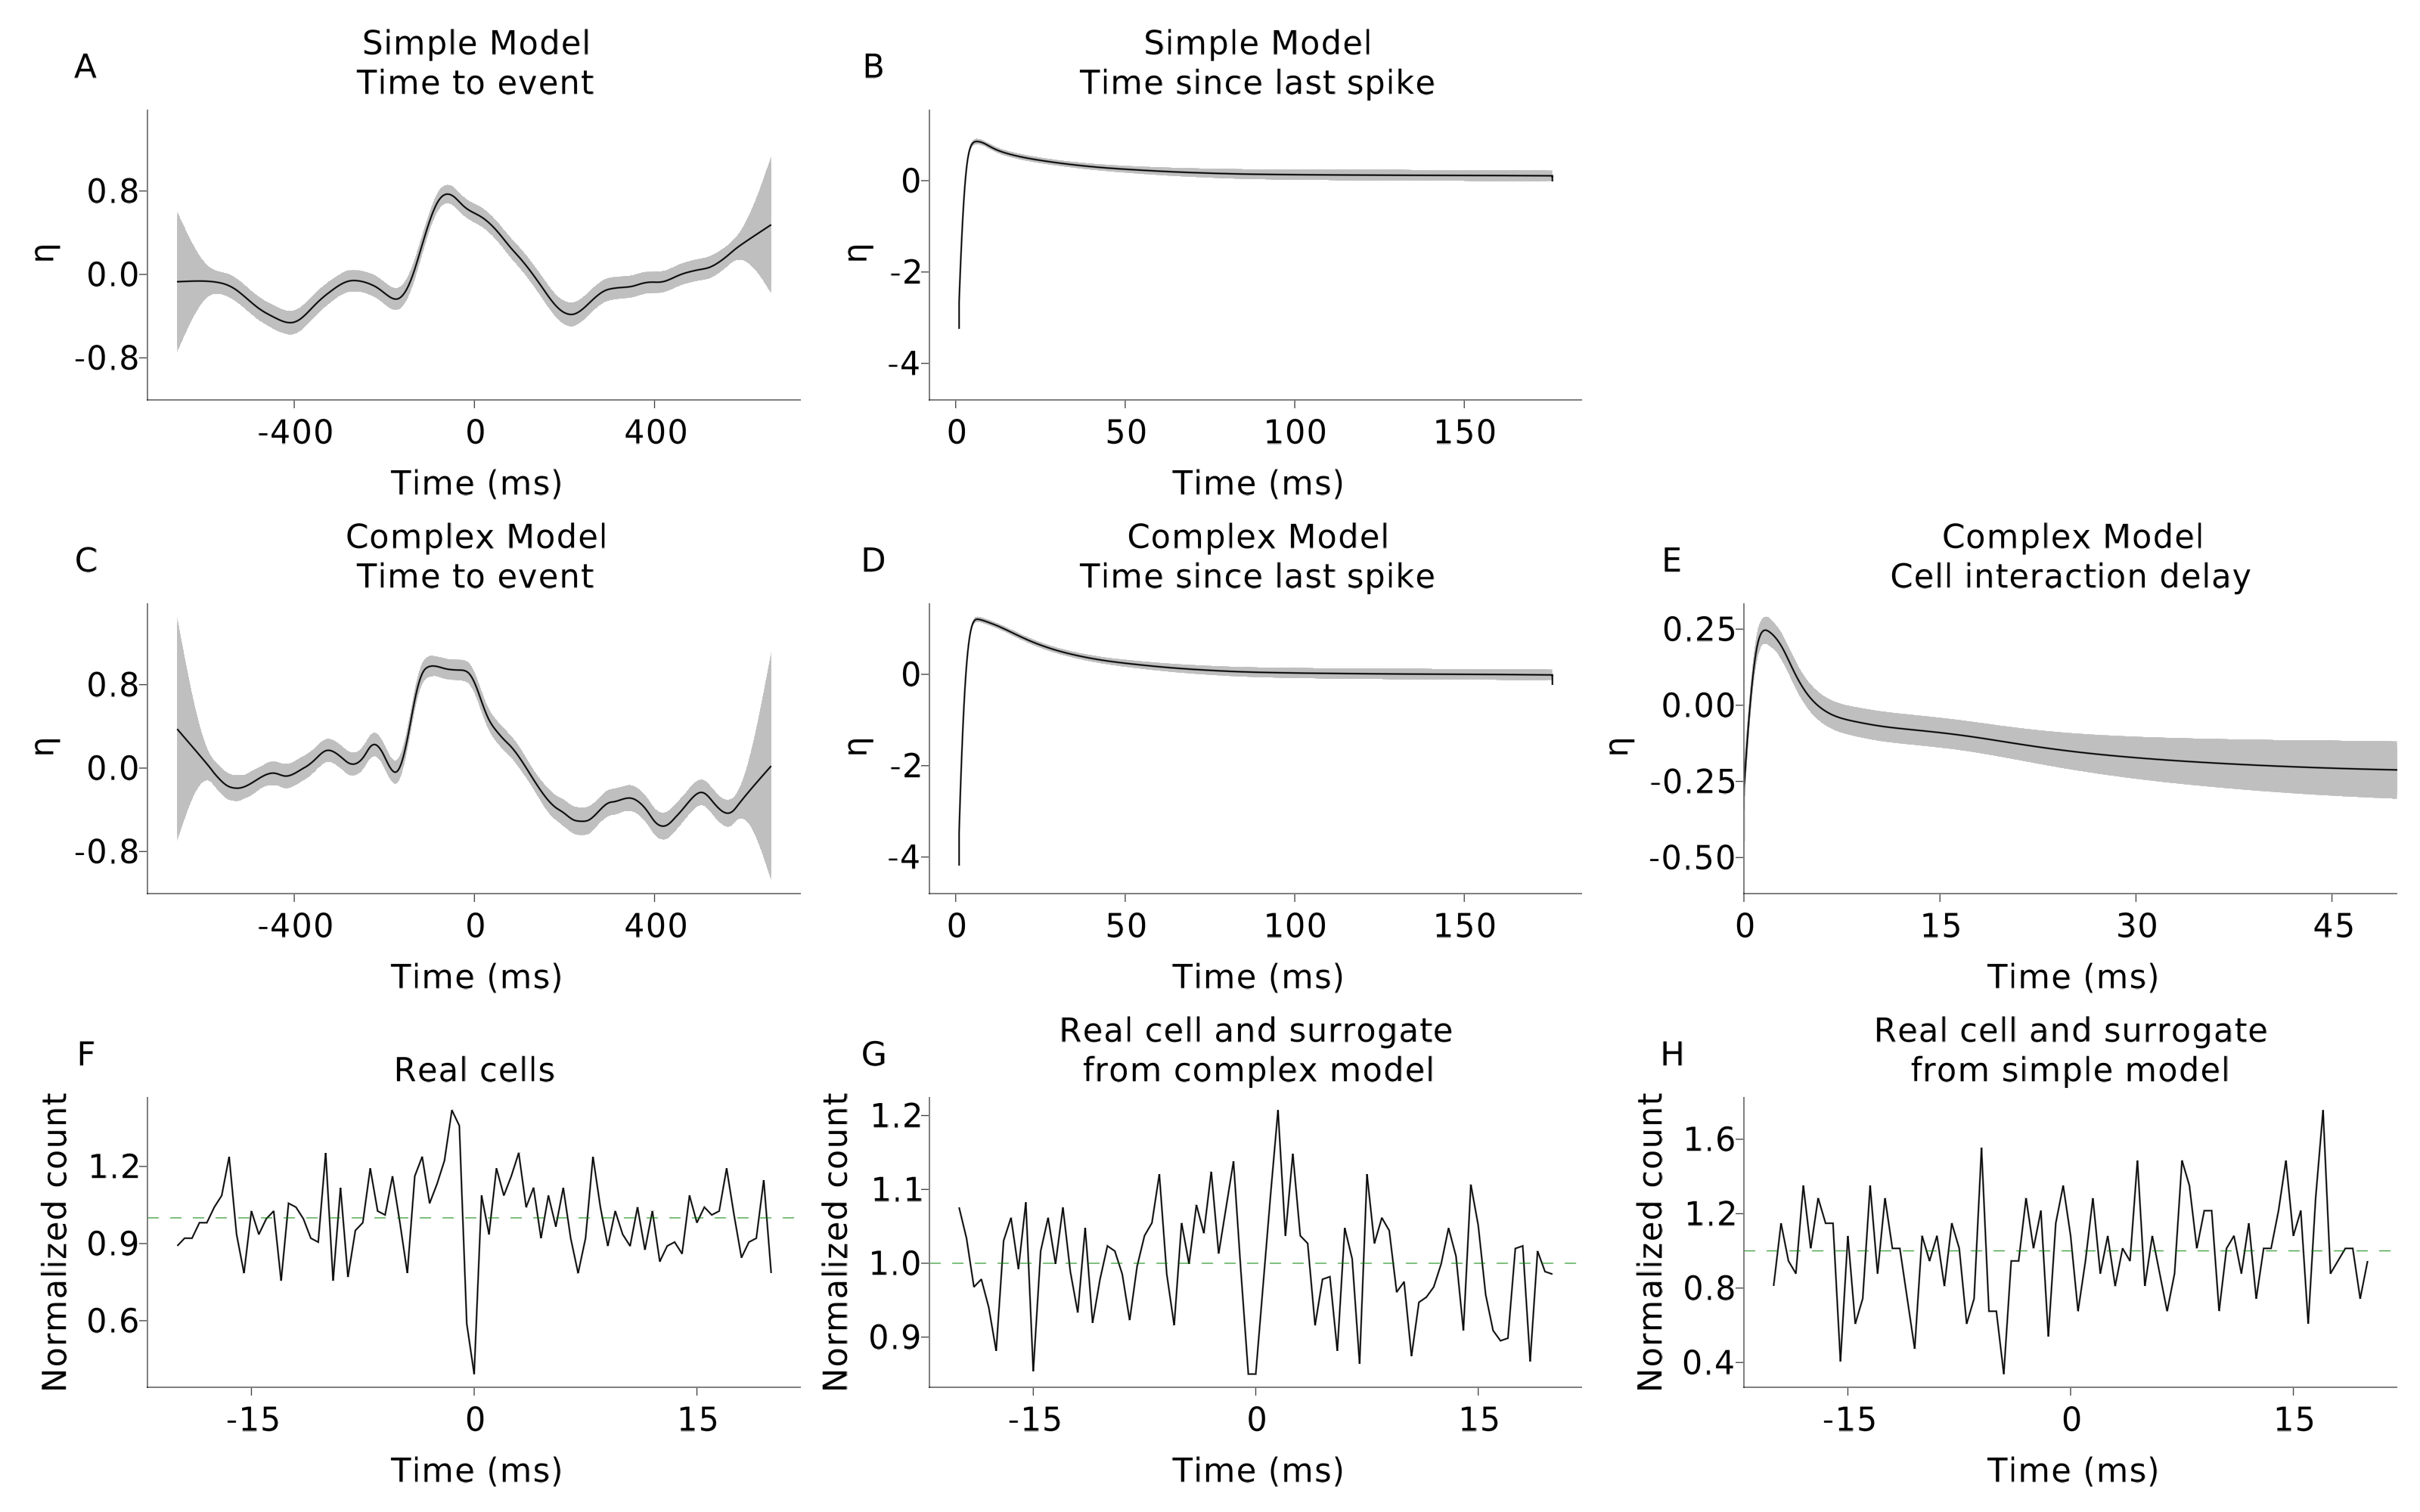 A
Simple Model
Time to event
η
0.8
0.0
-0.8
-400 0 400
Time (ms)
B
Simple Model
Time since last spike
η
0
-2
-4
0 50 100 150
Time (ms)
C
Complex Model
Time to event
η
0.8
0.0
-0.8
-400 0 400
Time (ms)
D
Complex Model
Time since last spike
η
0
-2
-4
0 50 100 150
Time (ms)
E
Complex Model
Cell interaction delay
η
0.25
0.00
-0.25
-0.50
0 15 30 45
Time (ms)
F
Real cells
Normalized count
1.2
0.9
0.6
-15 0 15
Time (ms)
G
Real cell and surrogate
from complex model
Normalized count
1.2
1.1
1.0
0.9
-15 0 15
Time (ms)
H
Real cell and surrogate
from simple model
Normalized count
1.6
1.2
0.8
0.4
-15 0 15
Time (ms)